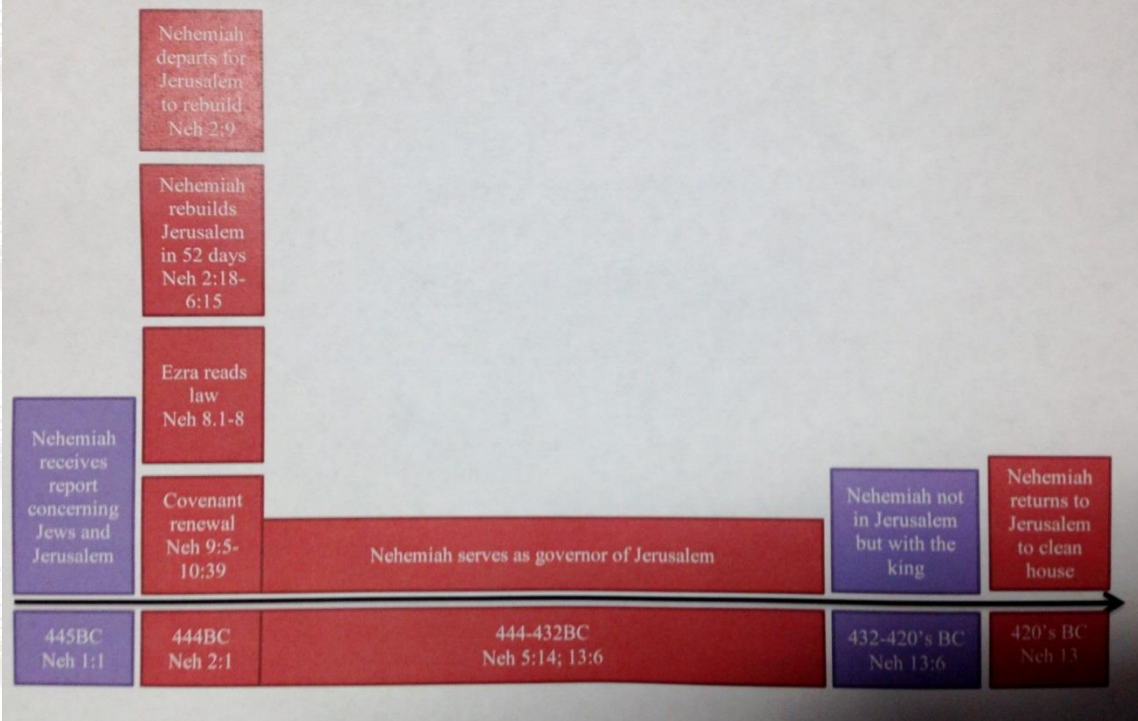 Nehemiah
departs for
Jerusalem
to rebuild
Neh 2:9
Nehemiah
rebuilds
Jerusalem
in 52 days
Neh 2:18-
6:15
Ezra reads
law
Neh 8.1-8
Nehemiah
receives
report
concerning
Jews and
Jerusalem
Covenant
renewal
Neh 9:5-
10:39
Nehemiah serves as governor of Jerusalem
Nehemiah not
in Jerusalem
but with the
king
Nehemiah
returns to
Jerusalem
to clean
house
445BC
Neh 1:1
444BC
Neh 2:1
444-432BC
Neh 5:14; 13:6
432-420's BC
Neh 13:6
420's BC
Neh 13